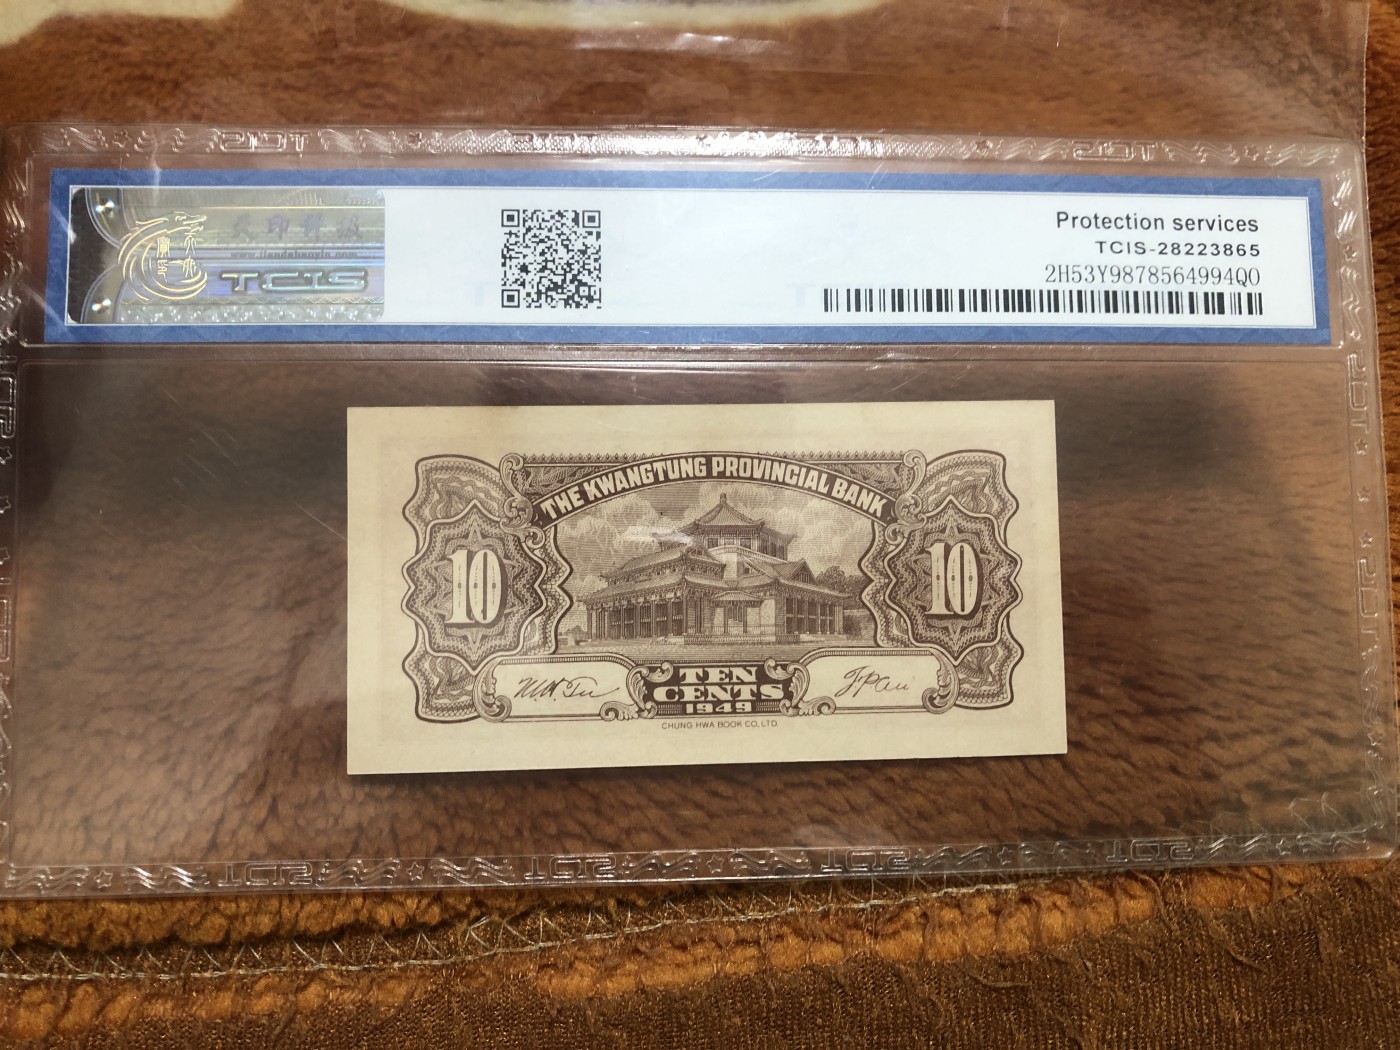 TCIS
Protection services
TCIS-28223865
2H53Y9878564994Q0
THE KWANGTUNG PROVINCIAL BANK
10
10
TEN
CENTS
1949
CHUNG HWA BOOK CO., LTD.